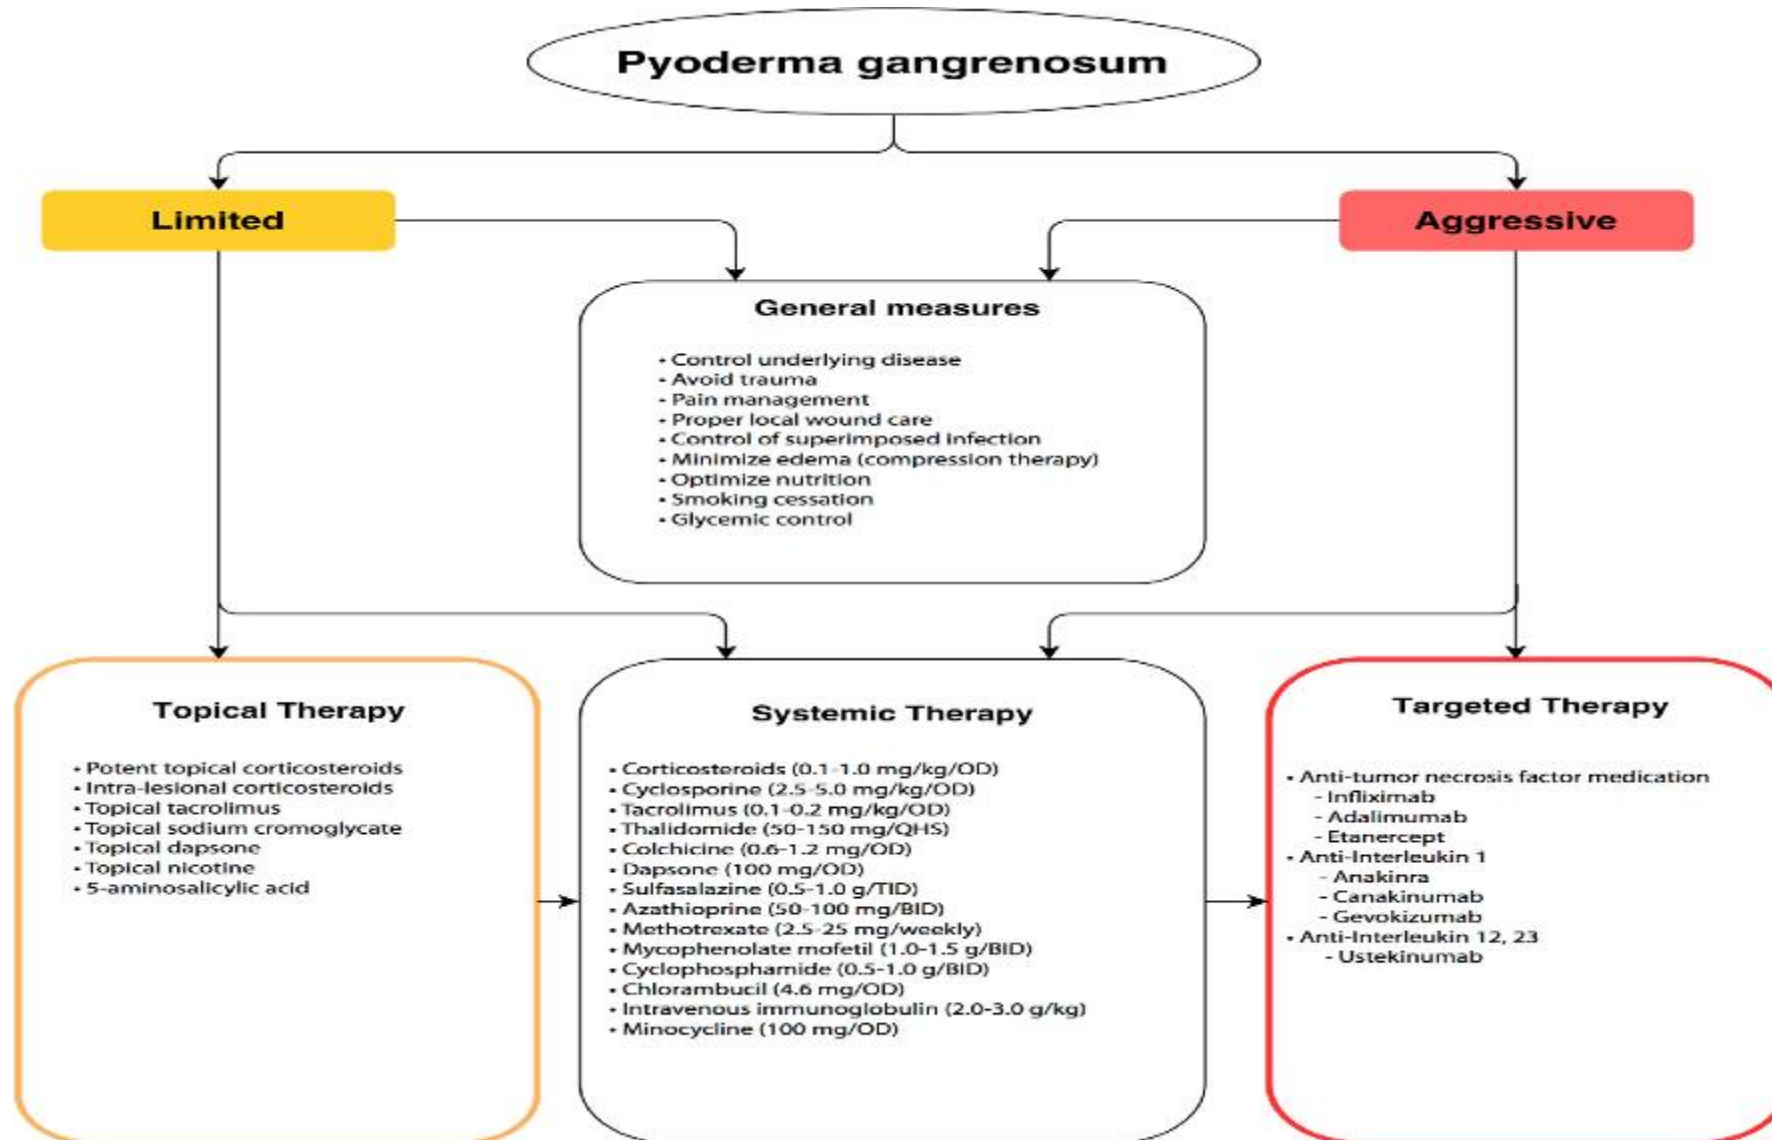 Pyoderma gangrenosum
Limited
Aggressive
General measures
• Control underlying disease
• Avoid trauma
• Pain management
• Proper local wound care
• Control of superimposed infection
• Minimize edema (compression therapy)
• Optimize nutrition
• Smoking cessation
• Glycemic control
Topical Therapy
• Potent topical corticosteroids
• Intra-lesional corticosteroids
• Topical tacrolimus
• Topical sodium cromoglycate
• Topical dapsone
• Topical nicotine
• 5-aminosalicylic acid
Systemic Therapy
• Corticosteroids (0.1-1.0 mg/kg/OD)
• Cyclosporine (2.5-5.0 mg/kg/OD)
• Tacrolimus (0.1-0.2 mg/kg/OD)
• Thalidomide (50-150 mg/QHS)
• Colchicine (0.6-1.2 mg/OD)
• Dapsone (100 mg/OD)
• Sulfasalazine (0.5-1.0 g/TID)
• Azathioprine (50-100 mg/BID)
• Methotrexate (2.5-25 mg/weekly)
• Mycophenolate mofetil (1.0-1.5 g/BID)
• Cyclophosphamide (0.5-1.0 g/BID)
• Chlorambucil (4.6 mg/OD)
• Intravenous immunoglobulin (2.0-3.0 g/kg)
• Minocycline (100 mg/OD)
Targeted Therapy
• Anti-tumor necrosis factor medication
- Infliximab
- Adalimumab
- Etanercept
• Anti-Interleukin 1
- Anakinra
- Canakinumab
- Gevokizumab
• Anti-Interleukin 12, 23
- Ustekinumab